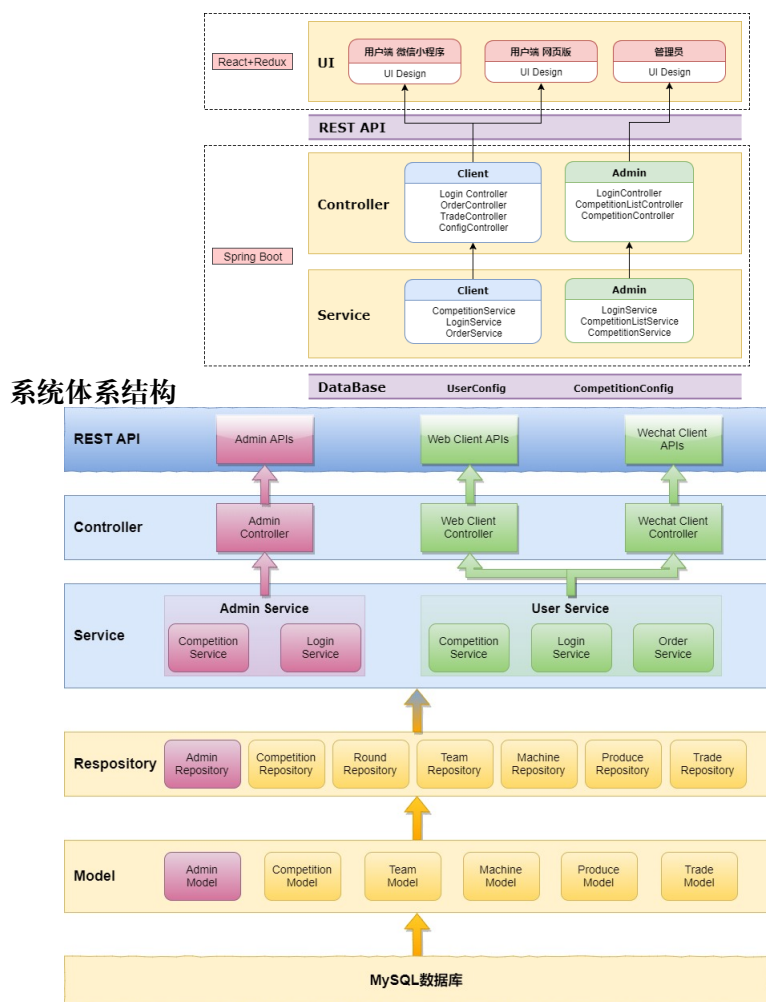 React+Redux
UI
用户端 微信小程序
UI Design
用户端 网页版
UI Design
管理员
UI Design
REST API
Spring Boot
Controller
Client
Login Controller
OrderController
TradeController
ConfigController
Admin
LoginController
CompetitionListController
CompetitionController
Service
Client
CompetitionService
LoginService
OrderService
Admin
LoginService
CompetitionListService
CompetitionService
DataBase
UserConfig
CompetitionConfig
系统体系结构
REST API
Admin APIs
Web Client APIs
Wechat Client
APIs
Controller
Admin
Controller
Web Client
Controller
Wechat Client
Controller
Service
Admin Service
Competition
Service
Login
Service
User Service
Competition
Service
Login
Service
Order
Service
Respository
Admin
Repository
Competition
Repository
Round
Repository
Team
Repository
Machine
Repository
Produce
Repository
Trade
Repository
Model
Admin
Model
Competition
Model
Team
Model
Machine
Model
Produce
Model
Trade
Model
MySQL数据库